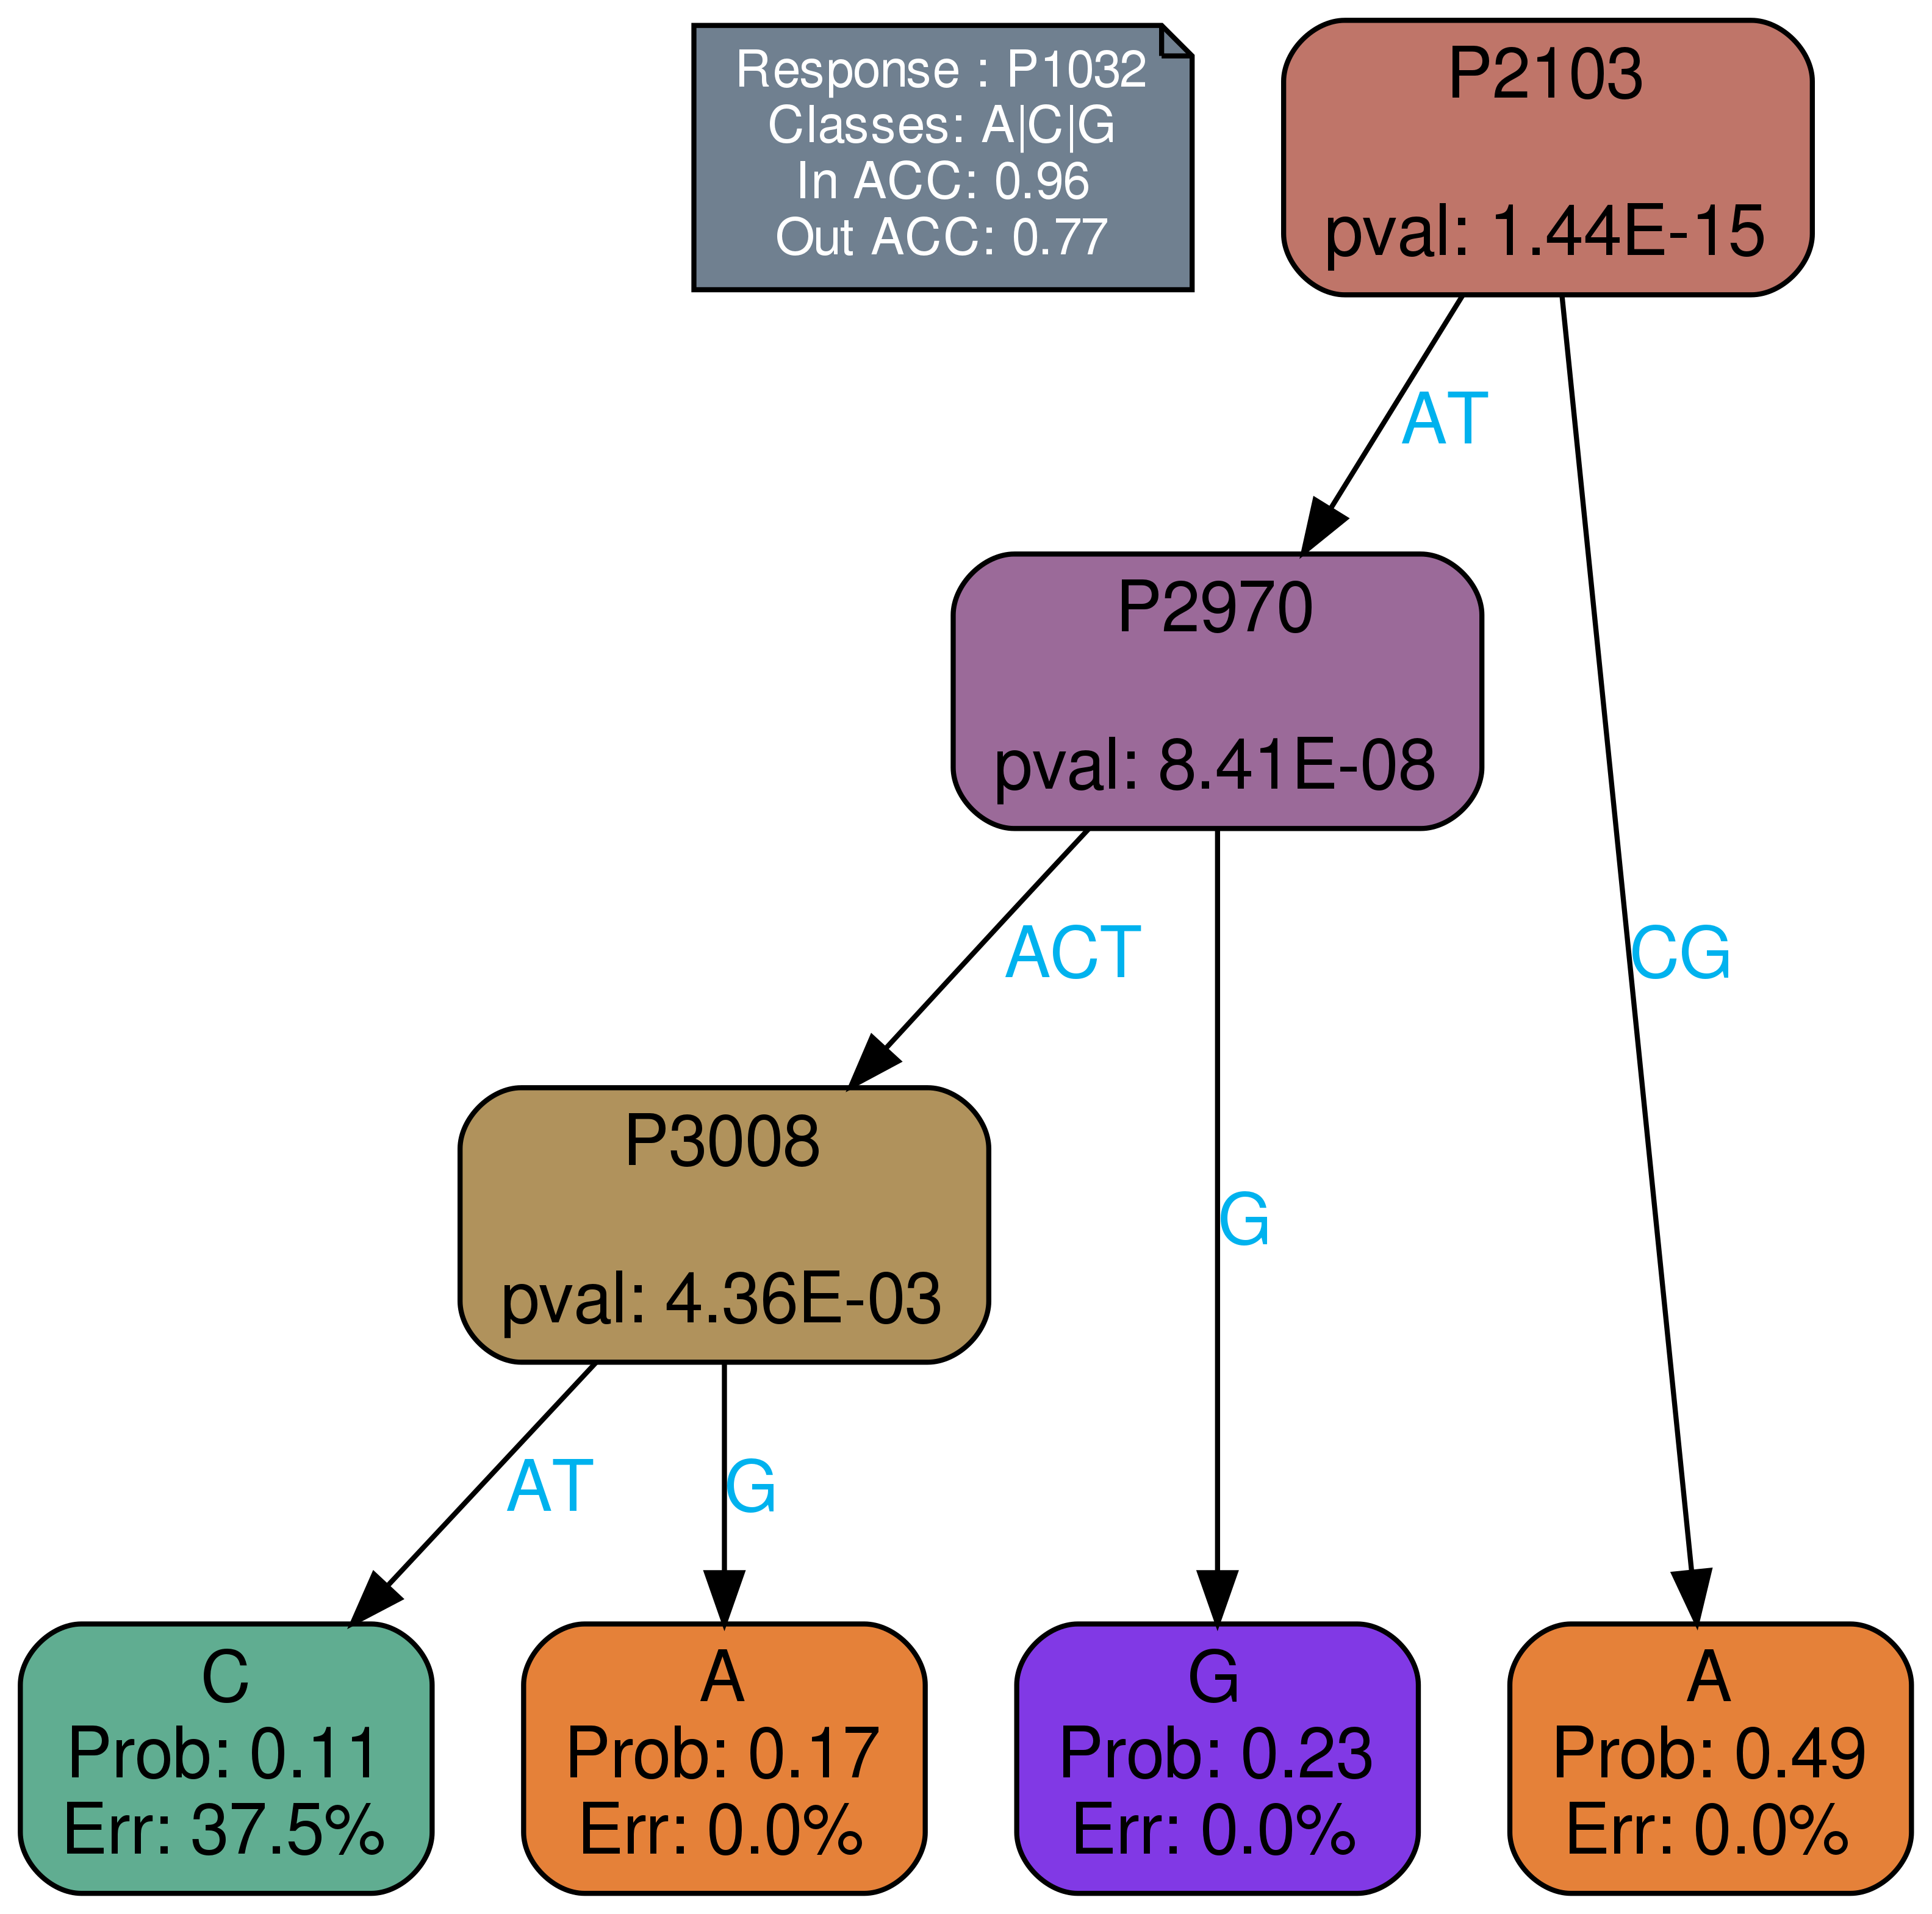 Response : P1032
Classes: A|C|G
In ACC: 0.96
Out ACC: 0.77
P2103
pval: 1.44E-15
AT
P2970
pval: 8.41E-08
ACT
CG
P3008
pval: 4.36E-03
G
AT
G
C
Prob: 0.11
Err: 37.5%
A
Prob: 0.17
Err: 0.0%
G
Prob: 0.23
Err: 0.0%
A
Prob: 0.49
Err: 0.0%